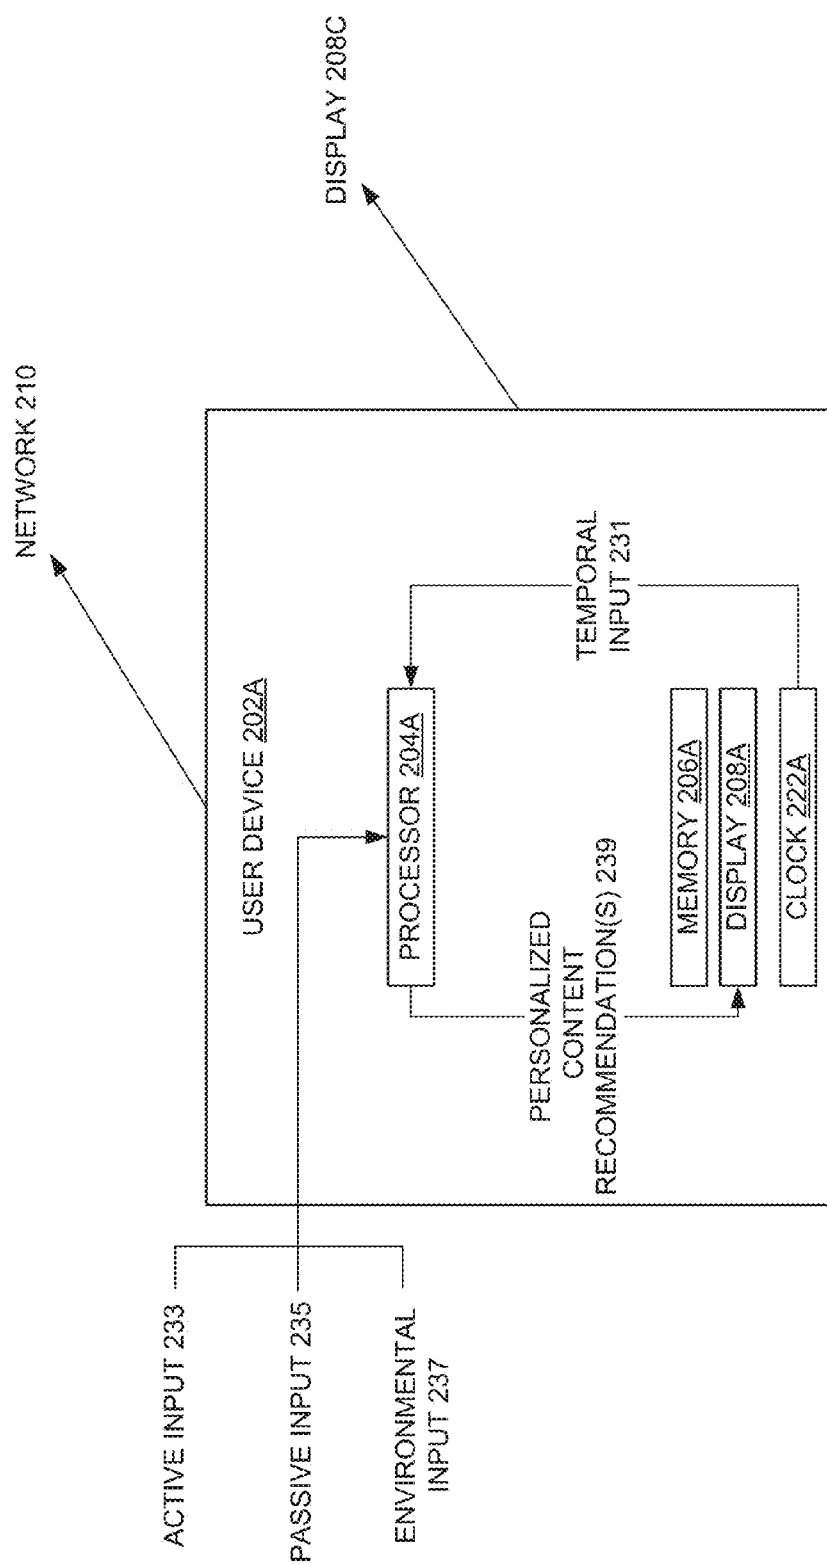 NETWORK 210
DISPLAY 208C
USER DEVICE 202A
ACTIVE INPUT 233
PASSIVE INPUT 235
ENVIRONMENTAL
INPUT 237
PROCESSOR 204A
PERSONALIZED
CONTENT
RECOMMENDATION(S) 239
TEMPORAL
INPUT 231
MEMORY 206A
DISPLAY 208A
CLOCK 222A